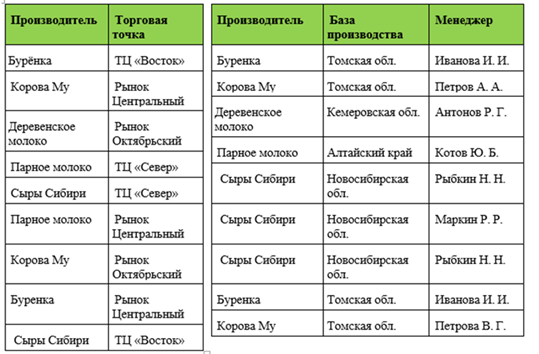 Производитель
Торговая
точка
Бурёнка
ТЦ «Восток»
Корова Му
Рынок
Центральный
Деревенское
молоко
Рынок
Октябрьский
Парное молоко
ТЦ «Север»
Сыры Сибири
ТЦ «Север»
Парное молоко
Рынок
Центральный
Корова Му
Рынок
Октябрьский
Буренка
Рынок
Центральный
Сыры Сибири
ТЦ «Восток»
Производитель
База
производства
Менеджер
Буренка
Томская обл.
Иванова И. И.
Корова Му
Томская обл.
Петров А. А.
Деревенское
молоко
Кемеровская обл.
Антонов Р. Г.
Парное молоко
Алтайский край
Котов Ю. Б.
Сыры Сибири
Новосибирская
обл.
Рыбкин Н. Н.
Сыры Сибири
Новосибирская
обл.
Маркин Р. Р.
Сыры Сибири
Новосибирская
обл.
Рыбкин Н. Н.
Буренка
Томская обл.
Иванова И. И.
Корова Му
Томская обл.
Петрова В. Г.